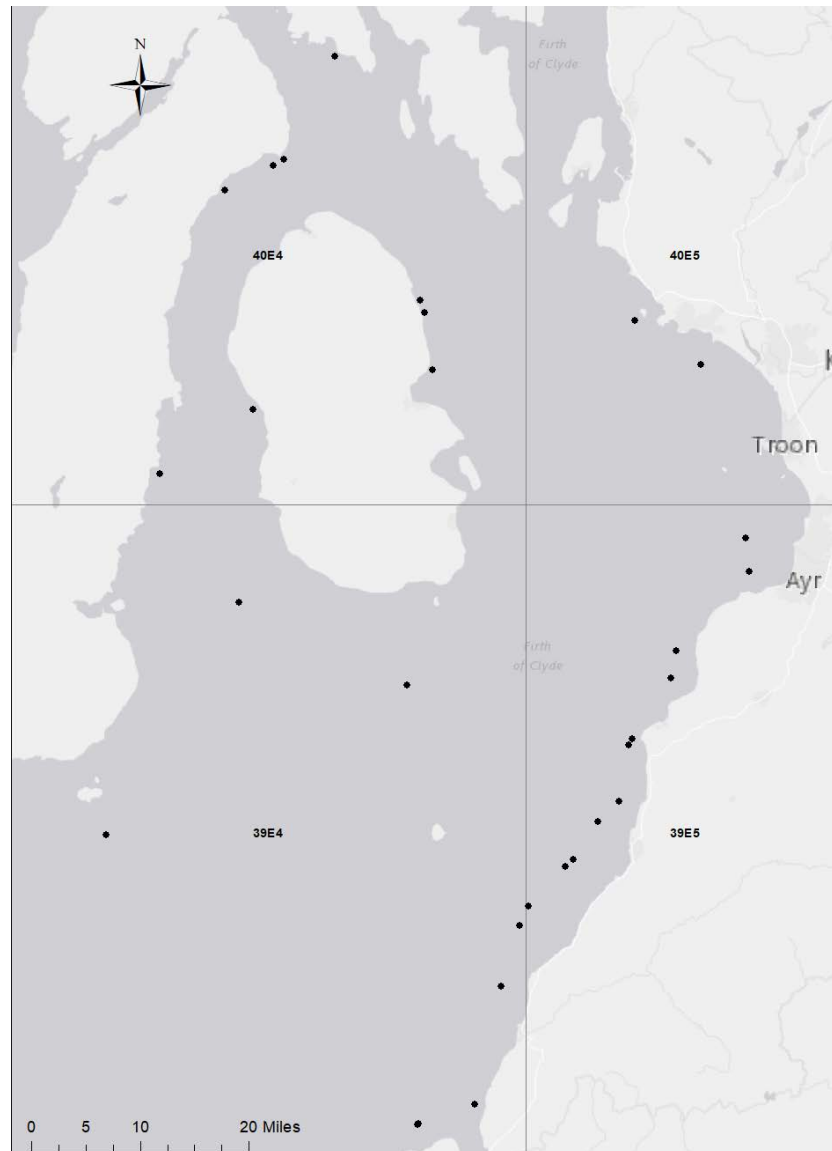 N
Firth
of Clyde
40E4
40E5
K
Troon
Ayr
Firth
of Clyde
39E4
39E5
0 5 10 20 Miles